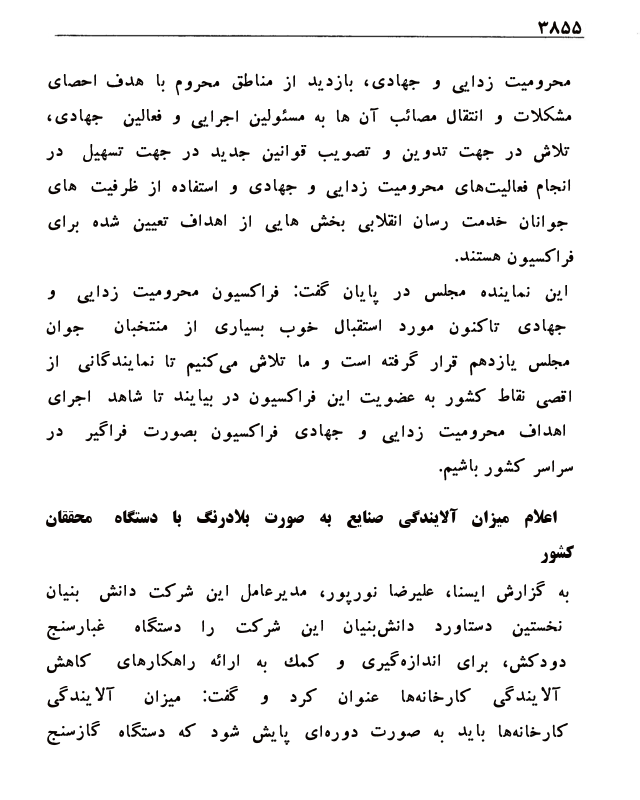 ۳۸۵۵
محرومیت زدایی و جهادی، بازدید از مناطق محروم با هدف احصای
مشکلات و انتقال مصائب آن ها به مسئولین اجرایی و فعالین جهادی،
تلاش در جهت تدوین و تصویب قوانین جدید در جهت تسهیل در
انجام فعالیت‌های محرومیت زدایی و جهادی و استفاده از ظرفیت های
جوانان خدمت رسان انقلابی بخش هایی از اهداف تعیین شده برای
فراکسیون هستند.
این نماینده مجلس در پایان گفت: فراکسیون محرومیت زدایی و
جهادی تاکنون مورد استقبال خوب بسیاری از منتخبان جوان
مجلس یازدهم قرار گرفته است و ما تلاش می‌کنیم تا نمایندگانی از
اقصی نقاط کشور به عضویت این فراکسیون در بیایند تا شاهد اجرای
اهداف محرومیت زدایی و جهادی فراکسیون بصورت فراگیر در
سراسر کشور باشیم.
اعلام میزان آلایندگی صنایع به صورت بلادرنگ با دستگاه محققان
کشور
به گزارش ایسنا، علیرضا نورپور، مدیرعامل این شرکت دانش بنیان
نخستین دستاورد دانش‌بنیان این شرکت را دستگاه غبارسنج
دودکش، برای اندازه‌گیری و کمك به ارائه راهکارهای کاهش
آلایندگی کارخانه‌ها عنوان کرد و گفت: میزان آلایندگی
کارخانه‌ها باید به صورت دوره‌ای پایش شود که دستگاه گازسنج